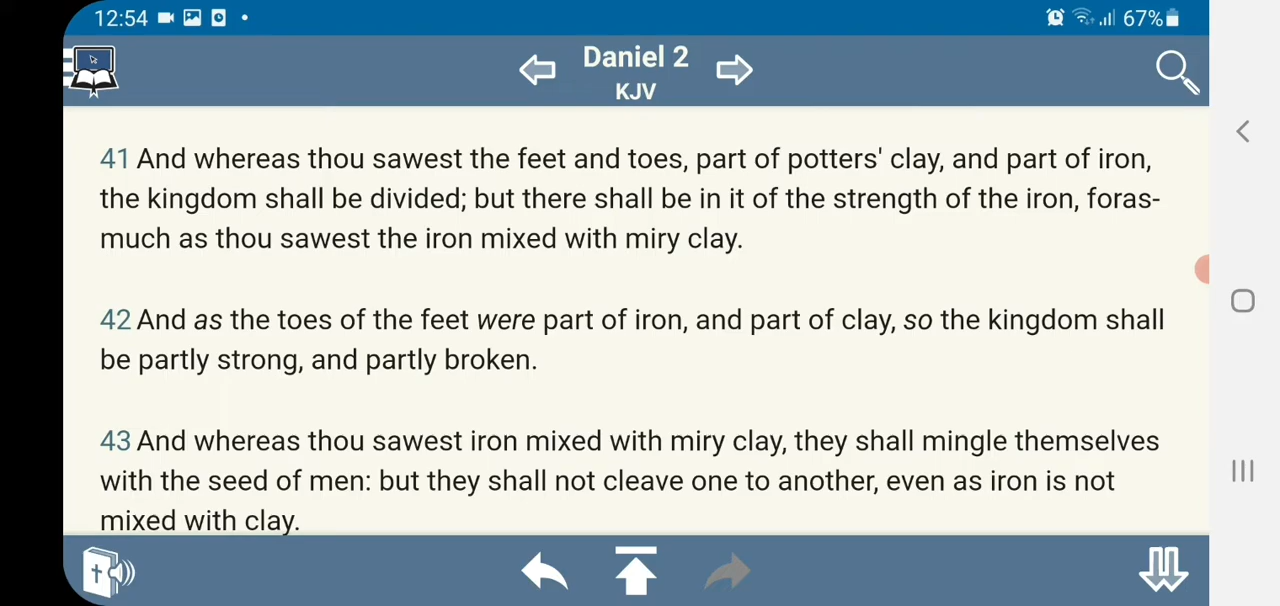 12:54
67%
Daniel 2
KJV
41 And whereas thou sawest the feet and toes, part of potters' clay, and part of iron,
the kingdom shall be divided; but there shall be in it of the strength of the iron, foras-
much as thou sawest the iron mixed with miry clay.
42 And as the toes of the feet were part of iron, and part of clay, so the kingdom shall
be partly strong, and partly broken.
43 And whereas thou sawest iron mixed with miry clay, they shall mingle themselves
with the seed of men: but they shall not cleave one to another, even as iron is not
mixed with clay.